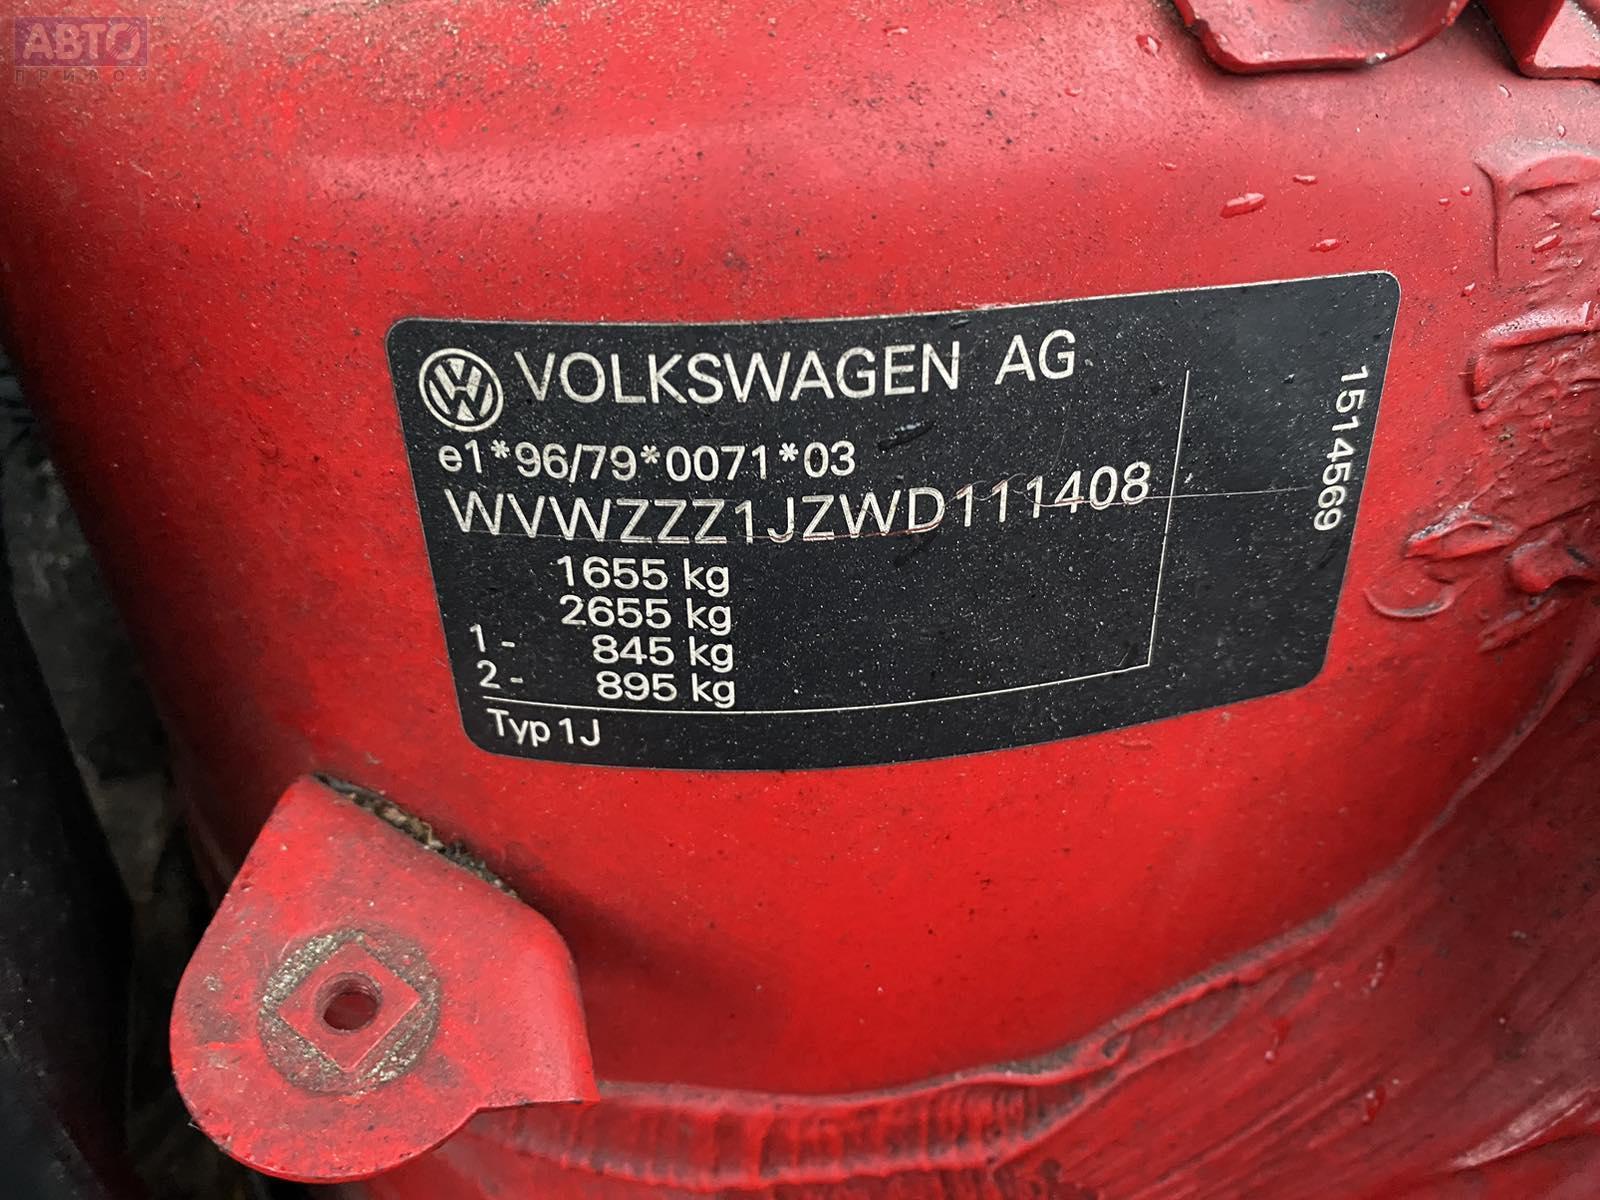 АВТО
ПРИВОЗ
VOLKSWAGEN AG
e1*96/79*0071*03
WVWZZZ1JZWD111408
1655 kg
2655 kg
1- 845 kg
2- 895 kg
Typ 1J
1514569